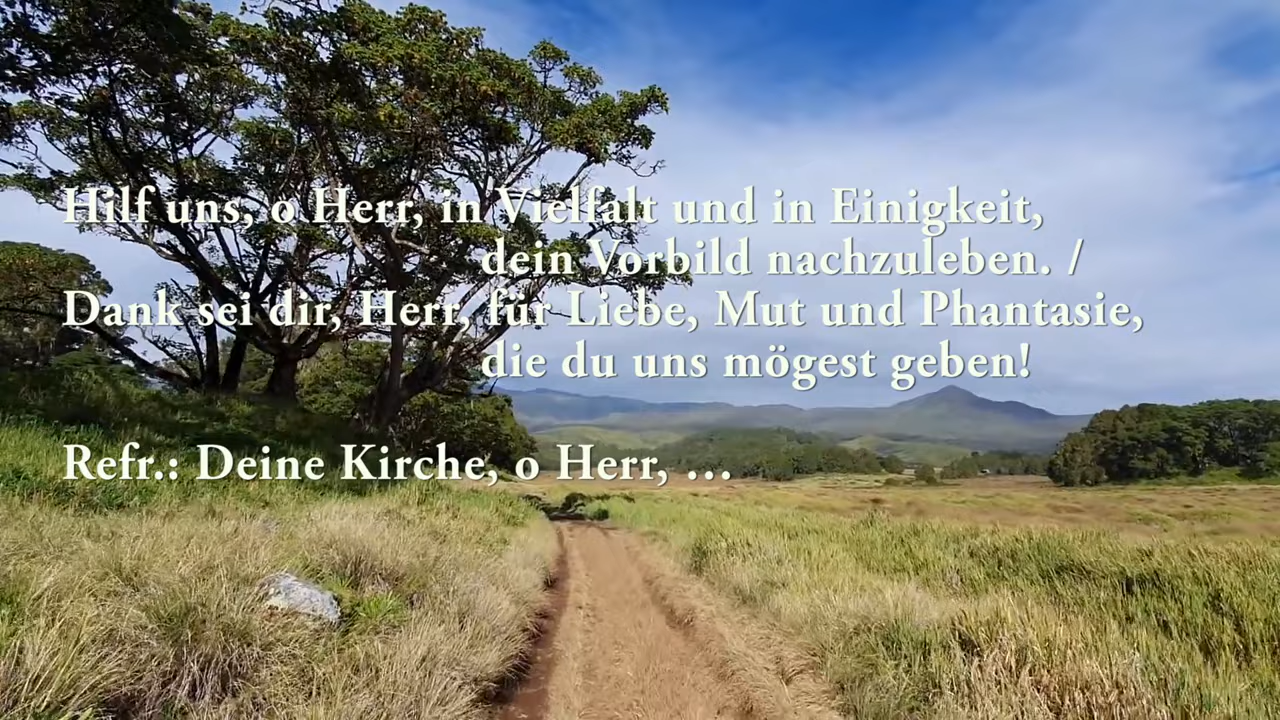 Hilf uns, o Herr, in Vielfalt und in Einigkeit,
dein Vorbild nachzuleben. /
Dank sei dir, Herr, für Liebe, Mut und Phantasie,
die du uns mögest geben!
Refr.: Deine Kirche, o Herr, …